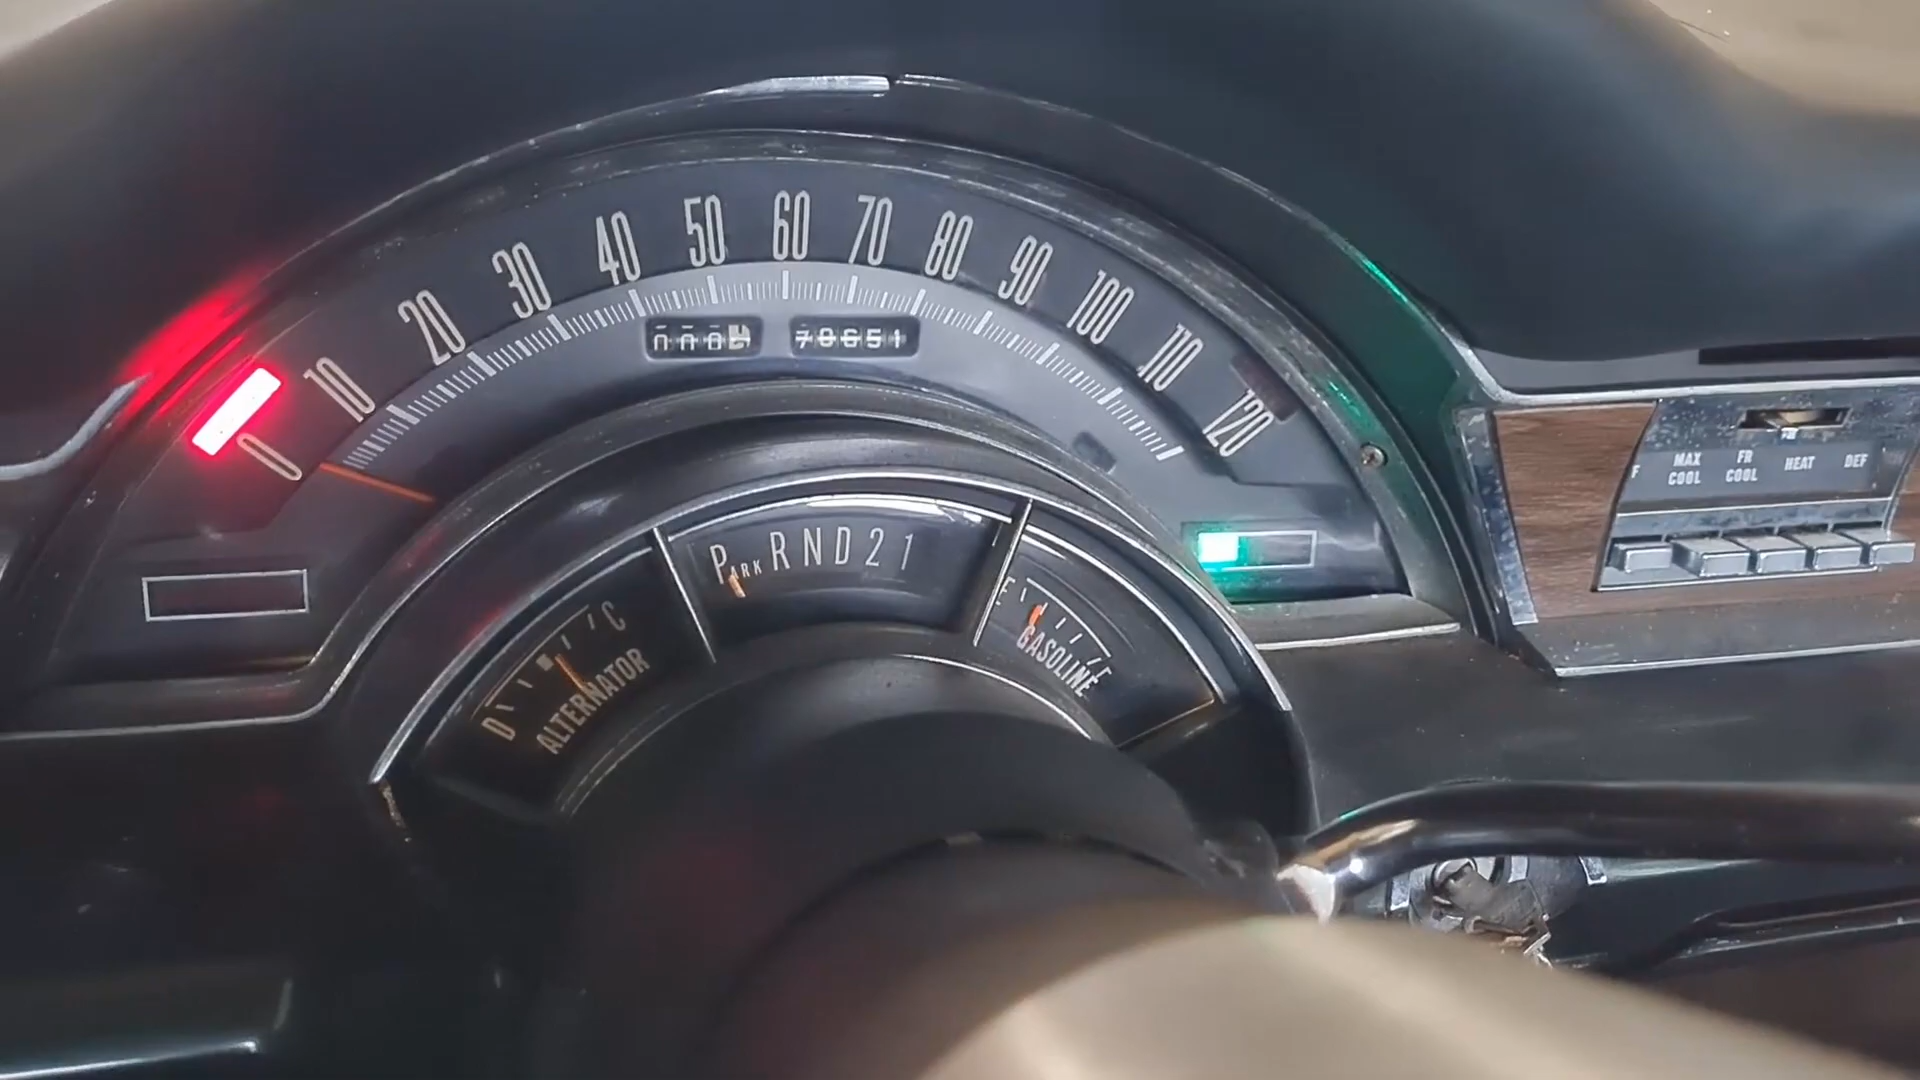 0 10 20 30 40 50 60 70 80 90 100 110 120
70651
PARK R N D 2 1
D C
ALTERNATOR
E F
GASOLINE
MAX COOL
FR COOL
HEAT
DEF